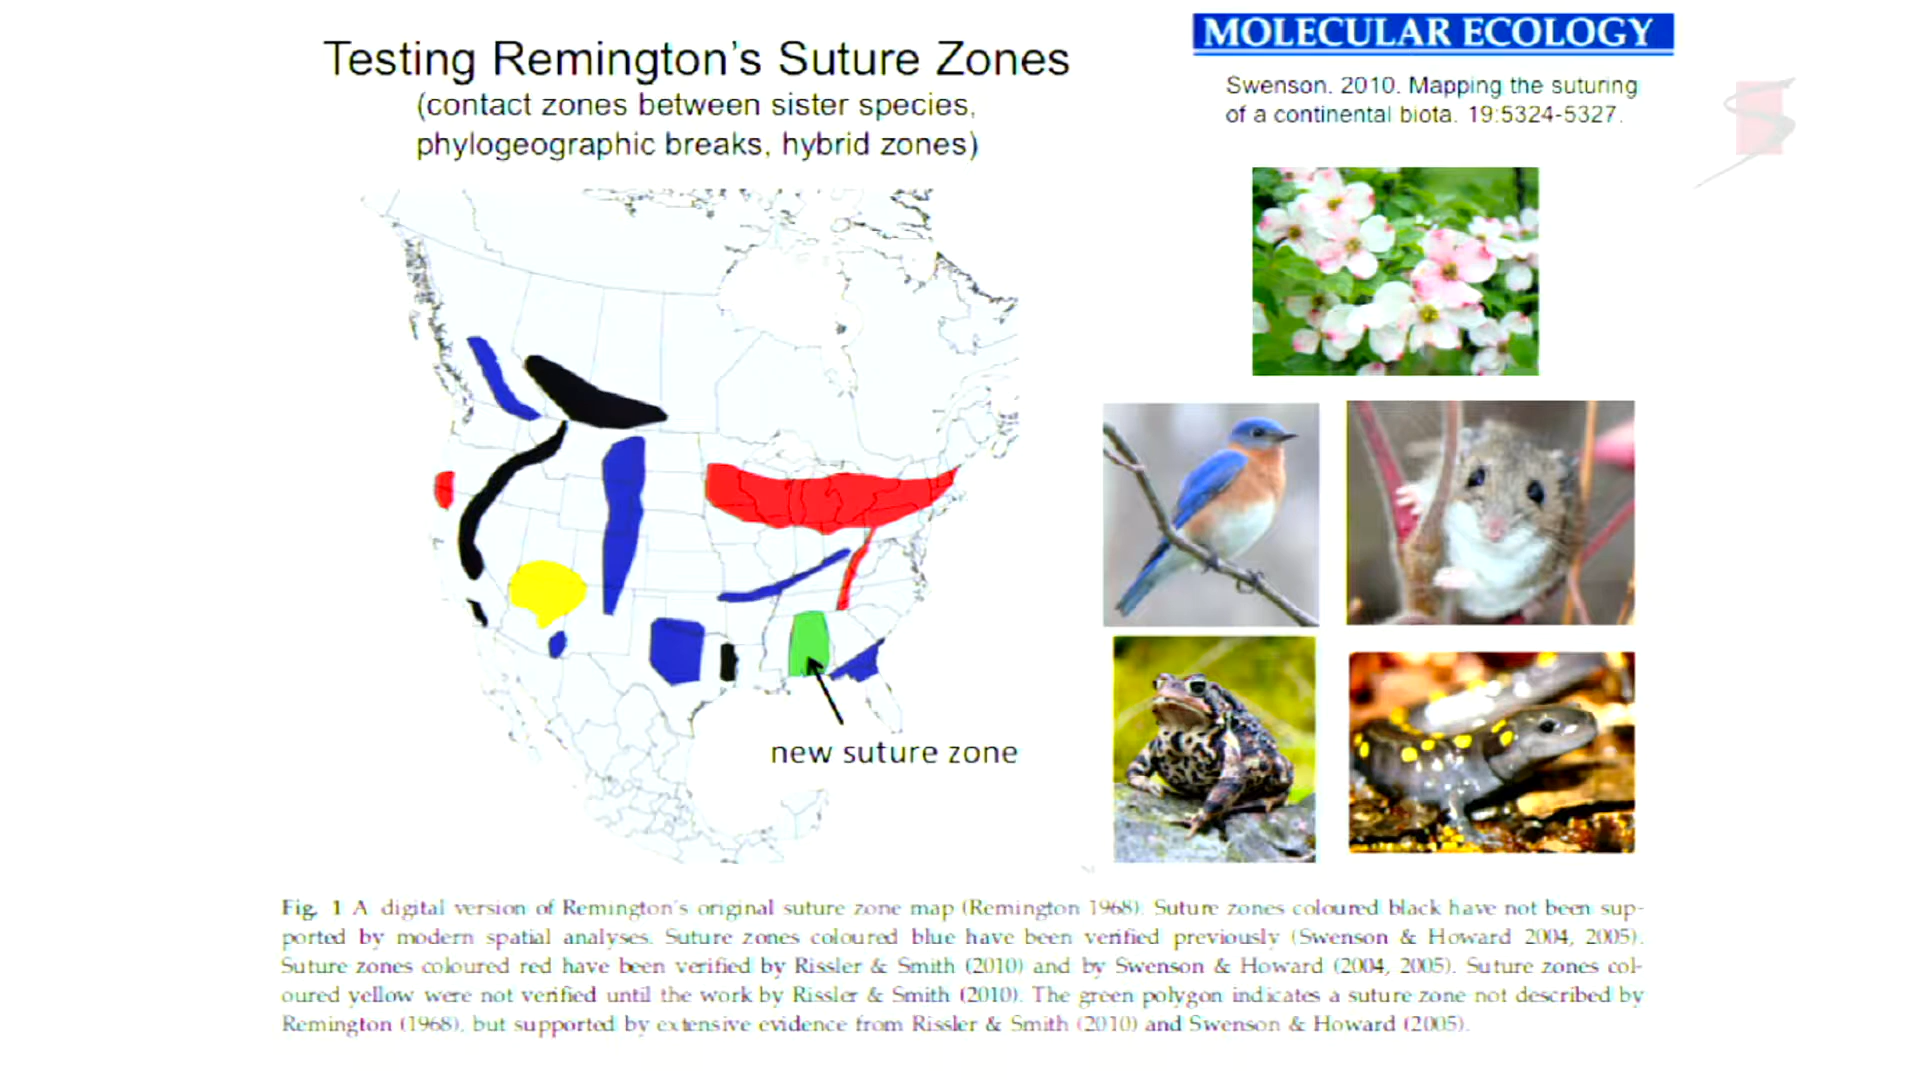 Testing Remington's Suture Zones
(contact zones between sister species,
phylogeographic breaks, hybrid zones)
MOLECULAR ECOLOGY
Swenson. 2010. Mapping the suturing
of a continental biota. 19:5324-5327.
new suture zone
Fig. 1 A digital version of Remington's original suture zone map (Remington 1968). Suture zones coloured black have not been sup-
ported by modern spatial analyses. Suture zones coloured blue have been verified previously (Swenson & Howard 2004, 2005).
Suture zones coloured red have been verified by Rissler & Smith (2010) and by Swenson & Howard (2004, 2005). Suture zones col-
oured yellow were not verified until the work by Rissler & Smith (2010). The green polygon indicates a suture zone not described by
Remington (1968), but supported by extensive evidence from Rissler & Smith (2010) and Swenson & Howard (2005).